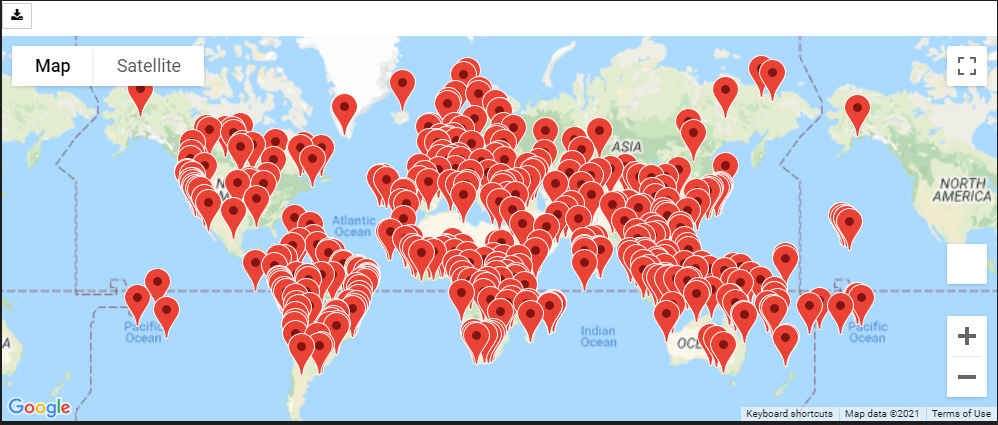 Map
Satellite
ASIA
NORTH
AMERICA
Atlantic
Ocean
Pacific
Ocean
Indian
Ocean
Pacific
Ocean
Google
Keyboard shortcuts
Map data ©2021
Terms of Use